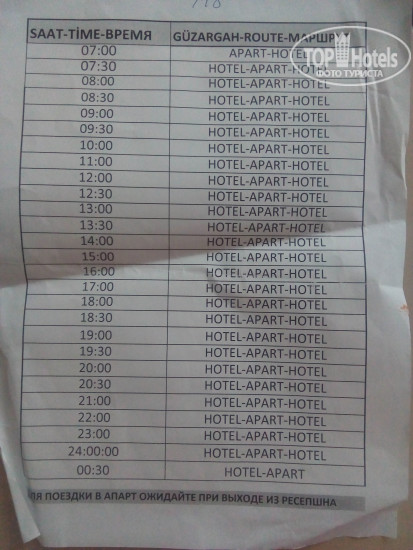 SAAT-TİME-ВРЕМЯ GÜZARGAH-ROUTE-МАРШРУ
TOP Hotels
ФОТО ТУРИСТА
07:00 APART-HOTEL
07:30 HOTEL-APART-HOTEL
08:00 HOTEL-APART-HOTEL
08:30 HOTEL-APART-HOTEL
09:00 HOTEL-APART-HOTEL
09:30 HOTEL-APART-HOTEL
10:00 HOTEL-APART-HOTEL
11:00 HOTEL-APART-HOTEL
12:00 HOTEL-APART-HOTEL
12:30 HOTEL-APART-HOTEL
13:00 HOTEL-APART-HOTEL
13:30 HOTEL-APART-HOTEL
14:00 HOTEL-APART-HOTEL
15:00 HOTEL-APART-HOTEL
16:00 HOTEL-APART-HOTEL
17:00 HOTEL-APART-HOTEL
18:00 HOTEL-APART-HOTEL
18:30 HOTEL-APART-HOTEL
19:00 HOTEL-APART-HOTEL
19:30 HOTEL-APART-HOTEL
20:00 HOTEL-APART-HOTEL
20:30 HOTEL-APART-HOTEL
21:00 HOTEL-APART-HOTEL
22:00 HOTEL-APART-HOTEL
23:00 HOTEL-APART-HOTEL
24:00:00 HOTEL-APART-HOTEL
00:30 HOTEL-APART
ЛЯ ПОЕЗДКИ В АПАРТ ОЖИДАЙТЕ ПРИ ВЫХОДЕ ИЗ РЕСЕПШНА